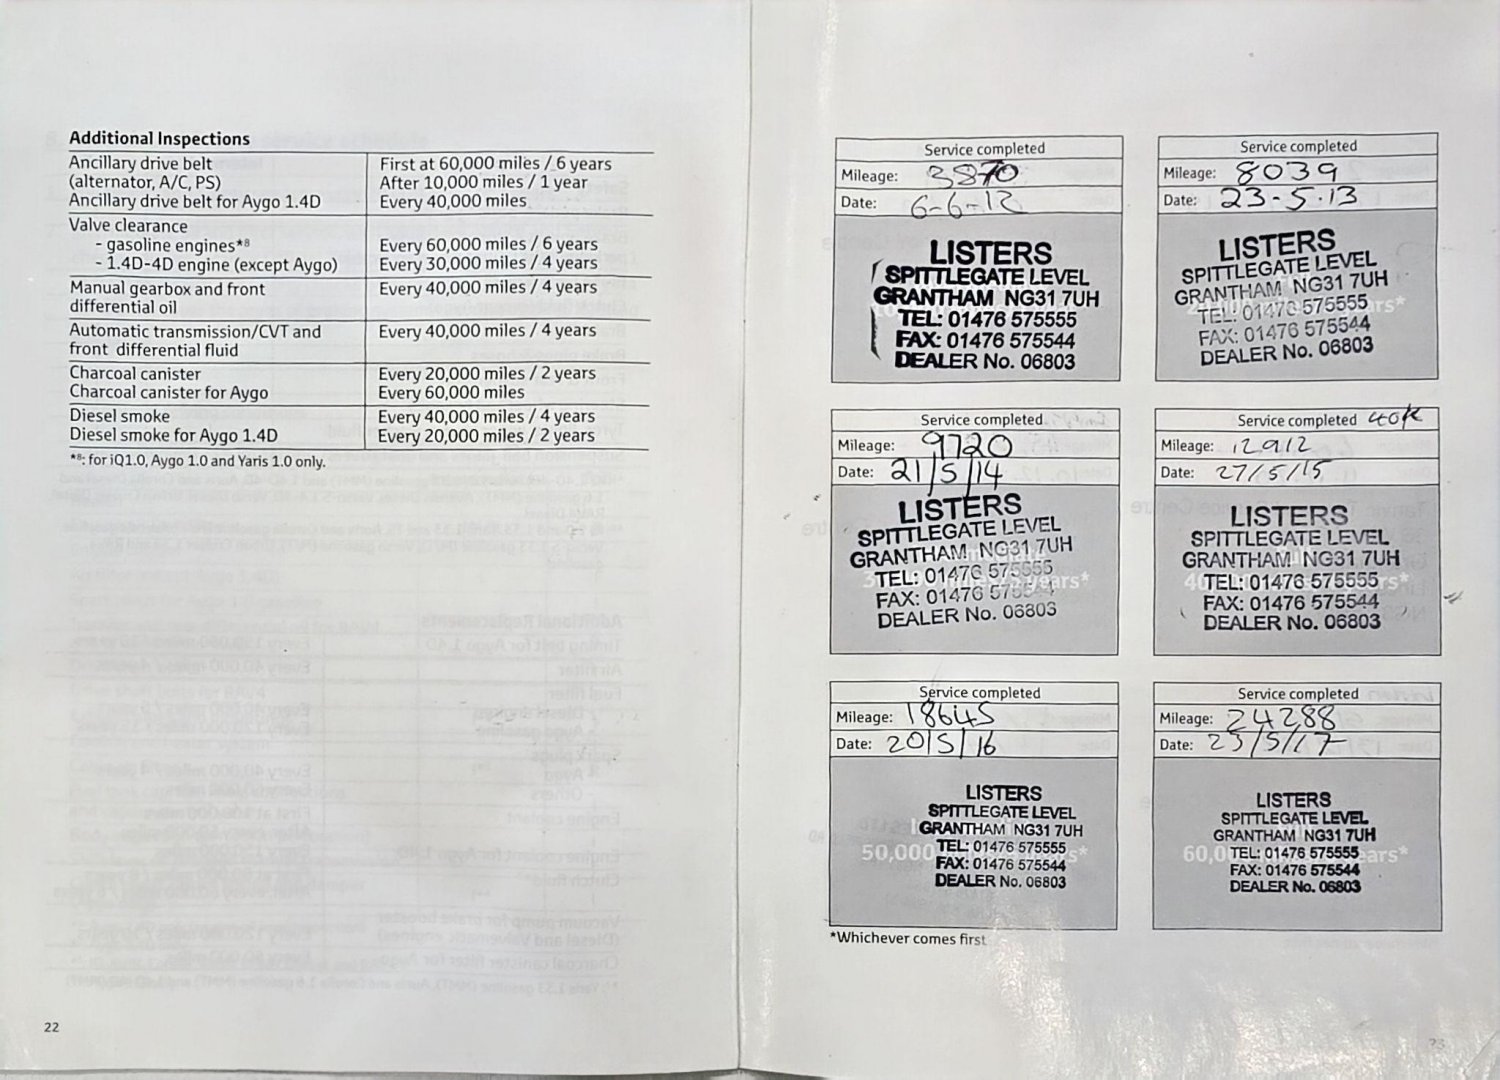 Additional Inspections
Ancillary drive belt First at 60,000 miles / 6 years
(alternator, A/C, PS) After 10,000 miles / 1 year
Ancillary drive belt for Aygo 1.4D Every 40,000 miles
Valve clearance
- gasoline engines*8 Every 60,000 miles / 6 years
- 1.4D-4D engine (except Aygo) Every 30,000 miles / 4 years
Manual gearbox and front Every 40,000 miles / 4 years
differential oil
Automatic transmission/CVT and Every 40,000 miles / 4 years
front differential fluid
Charcoal canister Every 20,000 miles / 2 years
Charcoal canister for Aygo Every 60,000 miles
Diesel smoke Every 40,000 miles / 4 years
Diesel smoke for Aygo 1.4D Every 20,000 miles / 2 years
*8: for iQ1.0, Aygo 1.0 and Yaris 1.0 only.
22
Service completed
Mileage: 3870
Date: 6-6-12
LISTERS
SPITTLEGATE LEVEL
GRANTHAM NG31 7UH
TEL: 01476 575555
FAX: 01476 575544
DEALER No. 06803
Service completed
Mileage: 8039
Date: 23-5.13
LISTERS
SPITTLEGATE LEVEL
GRANTHAM NG31 7UH
TEL: 01476 575555
FAX: 01476 575544
DEALER No. 06803
Service completed
Mileage: 9720
Date: 21/5/14
LISTERS
SPITTLEGATE LEVEL
GRANTHAM NG31 7UH
TEL: 01476 575555
FAX: 01476 575544
DEALER No. 06803
Service completed 40K
Mileage: 12912
Date: 27/5/15
LISTERS
SPITTLEGATE LEVEL
GRANTHAM NG31 7UH
TEL: 01476 575555
FAX: 01476 575544
DEALER No. 06803
Service completed
Mileage: 18645
Date: 20/5/16
LISTERS
SPITTLEGATE LEVEL
GRANTHAM NG31 7UH
TEL: 01476 575555
FAX: 01476 575544
DEALER No. 06803
Service completed
Mileage: 24288
Date: 23/5/17
LISTERS
SPITTLEGATE LEVEL
GRANTHAM NG31 7UH
TEL: 01476 575555
FAX: 01476 575544
DEALER No. 06803
*Whichever comes first
23